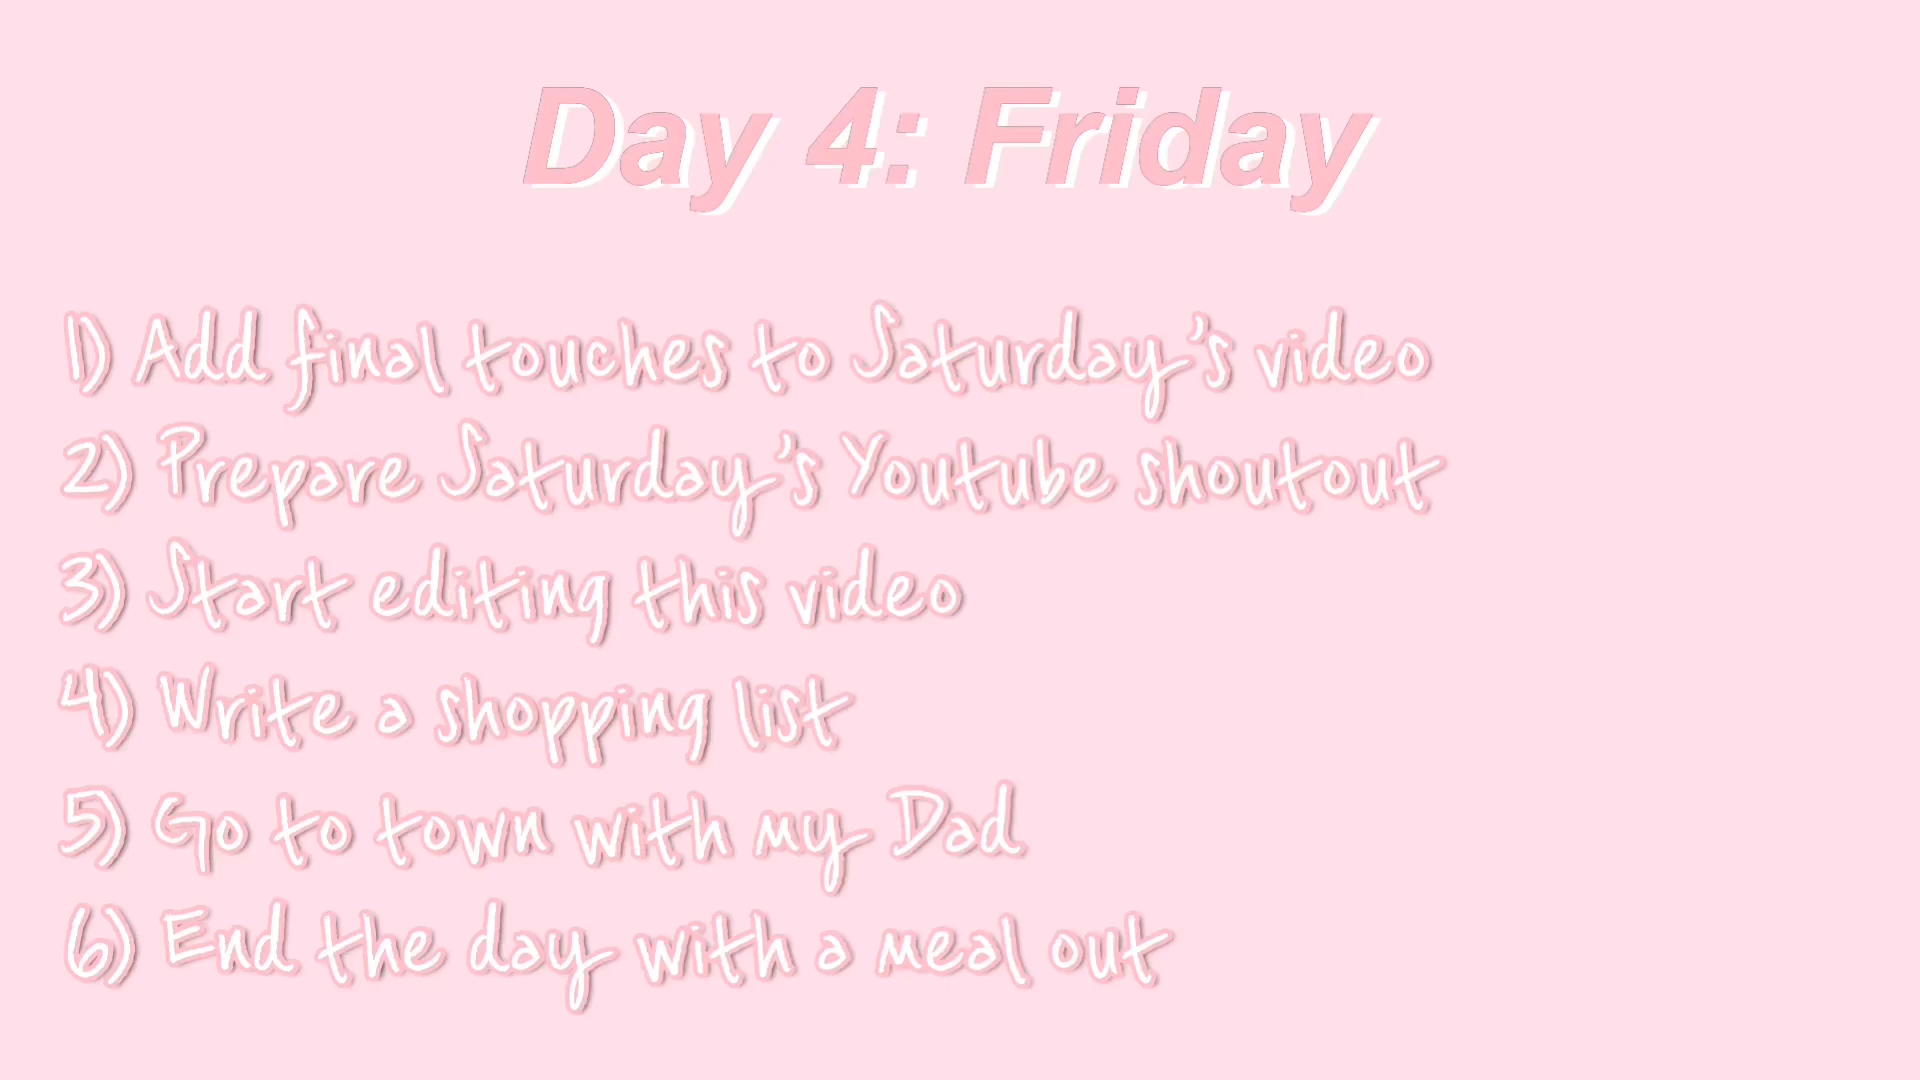 Day 4: Friday
1) Add final touches to Saturday's video
2) Prepare Saturday's Youtube shoutout
3) Start editing this video
4) Write a shopping list
5) Go to town with my Dad
6) End the day with a meal out